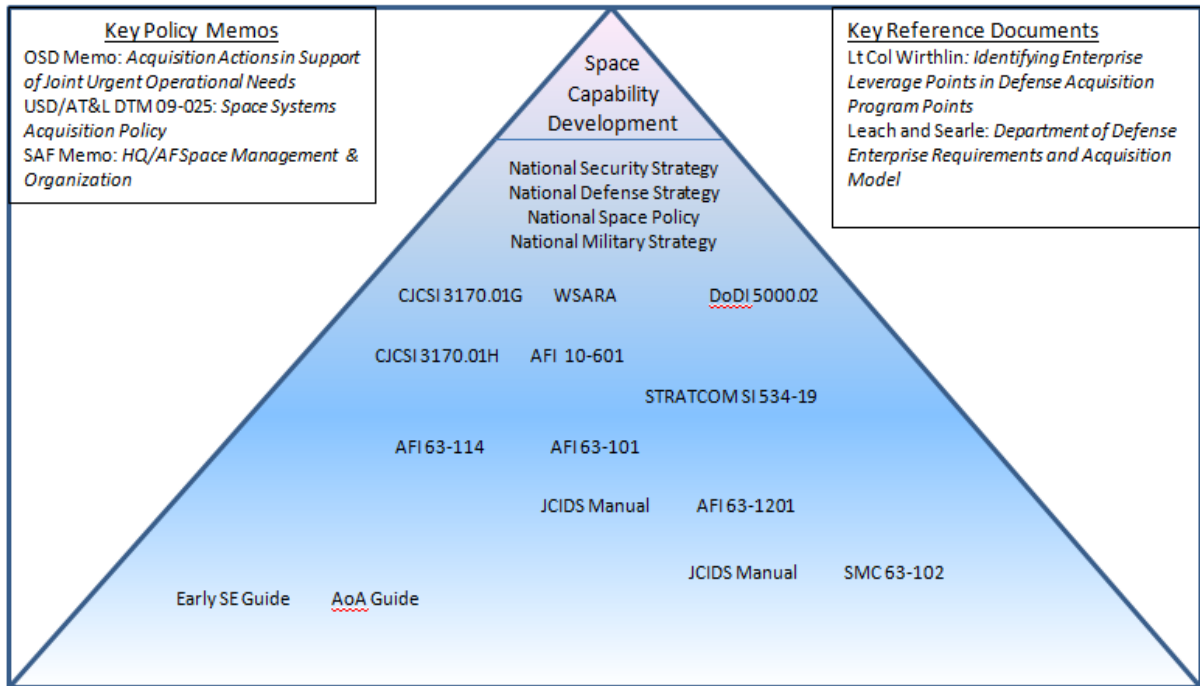 Key Policy Memos
OSD Memo: Acquisition Actions in Support
of Joint Urgent Operational Needs
USD/AT&L DTM 09-025: Space Systems
Acquisition Policy
SAF Memo: HQ/AF Space Management &
Organization
Key Reference Documents
Lt Col Wirthlin: Identifying Enterprise
Leverage Points in Defense Acquisition
Program Points
Leach and Searle: Department of Defense
Enterprise Requirements and Acquisition
Model
Space
Capability
Development
National Security Strategy
National Defense Strategy
National Space Policy
National Military Strategy
CJCSI 3170.01G WSARA DoDI 5000.02
CJCSI 3170.01H AFI 10-601
STRATCOM SI 534-19
AFI 63-114 AFI 63-101
JCIDS Manual AFI 63-1201
JCIDS Manual SMC 63-102
Early SE Guide AoA Guide